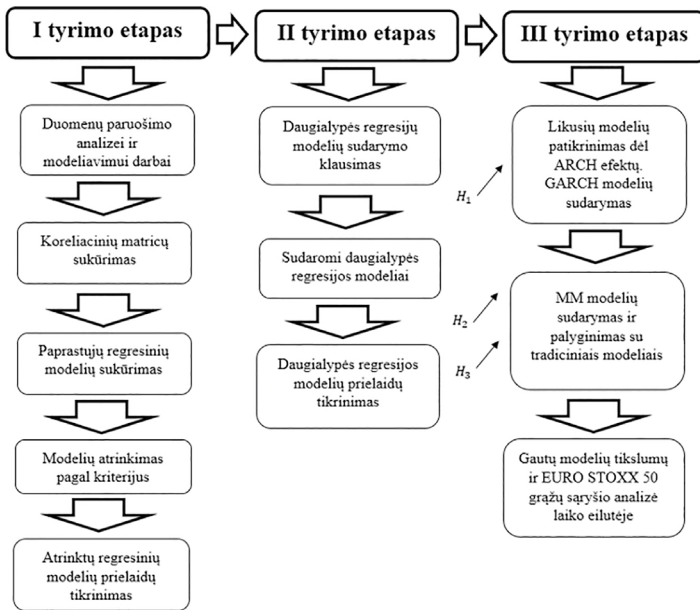 I tyrimo etapas
Duomenų paruošimo
analizei ir
modeliavimui darbai
Koreliacinių matricų
sukūrimas
Paprastųjų regresinių
modelių sukūrimas
Modelių atrinkimas
pagal kriterijus
Atrinktų regresinių
modelių prielaidų
tikrinimas
II tyrimo etapas
Daugialypės regresijų
modelių sudarymo
klausimas
Sudaromi daugialypės
regresijos modeliai
Daugialypės regresijos
modelių prielaidų
tikrinimas
III tyrimo etapas
Likusių modelių
patikrinimas dėl
ARCH efektų.
GARCH modelių
sudarymas
H₁
MM modelių
sudarymas ir
palyginimas su
tradiciniais modeliais
H₂
H₃
Gautų modelių tikslumų
ir EURO STOXX 50
grąžų sąryšio analizė
laiko eilutėje